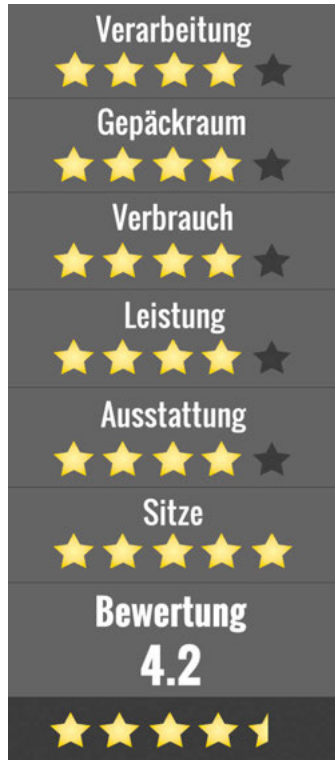 Verarbeitung
Gepäckraum
Verbrauch
Leistung
Ausstattung
Sitze
Bewertung
4.2